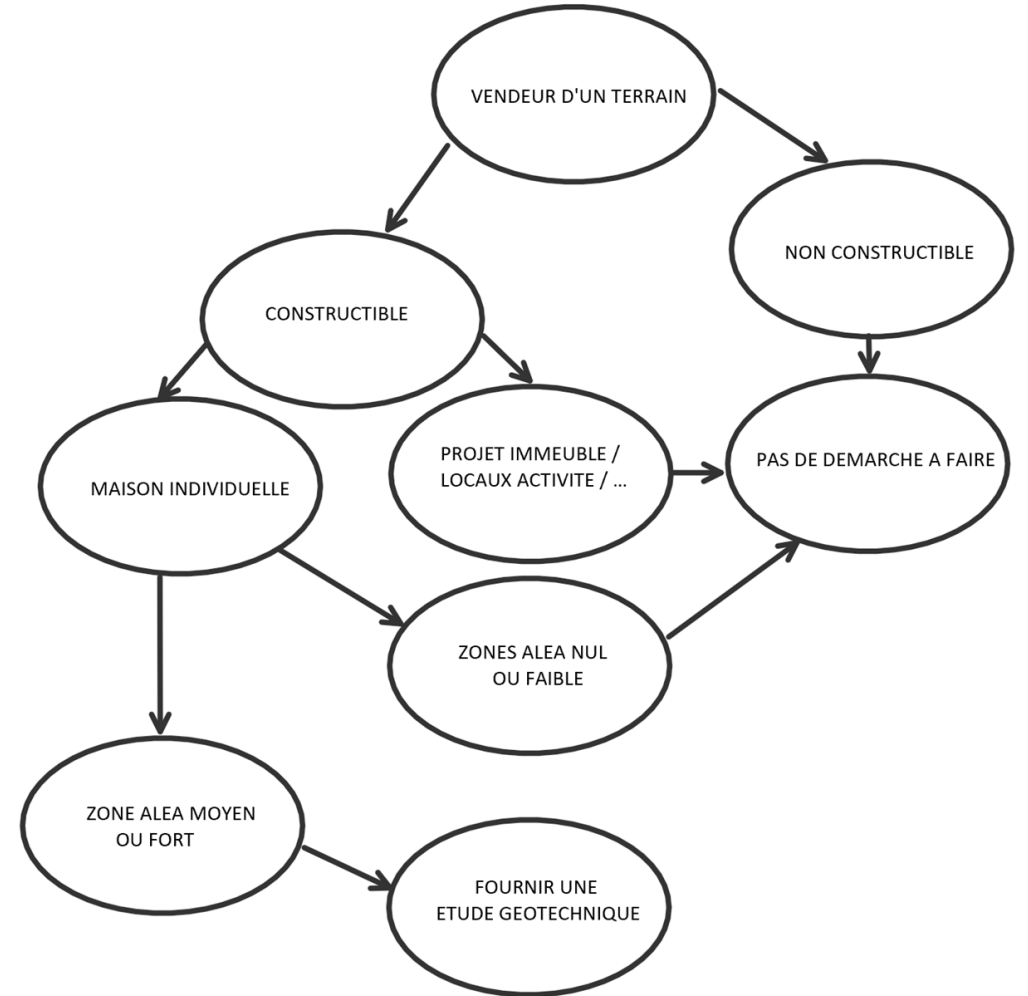 VENDEUR D'UN TERRAIN
NON CONSTRUCTIBLE
CONSTRUCTIBLE
PROJET IMMEUBLE /
LOCAUX ACTIVITE / ...
PAS DE DEMARCHE A FAIRE
MAISON INDIVIDUELLE
ZONES ALEA NUL
OU FAIBLE
ZONE ALEA MOYEN
OU FORT
FOURNIR UNE
ETUDE GEOTECHNIQUE